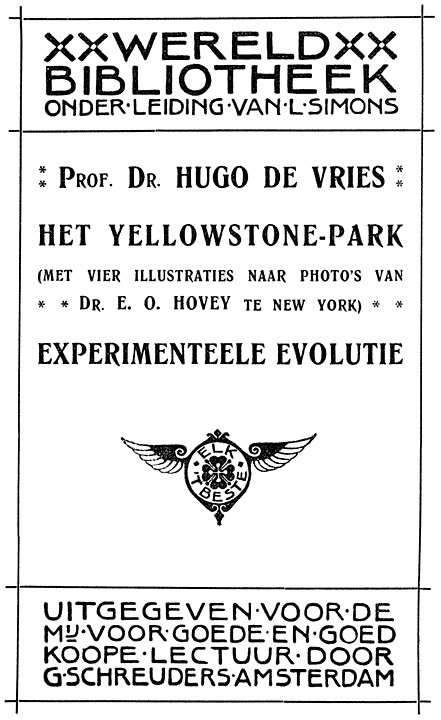 WERELD
BIBLIOTHEEK
ONDER·LEIDING·VAN·L·SIMONS
PROF. DR. HUGO DE VRIES
HET YELLOWSTONE-PARK
(MET VIER ILLUSTRATIES NAAR PHOTO'S VAN
* * DR. E. O. HOVEY TE NEW YORK) * *
EXPERIMENTEELE EVOLUTIE
ELK
'T BESTE
UITGEGEVEN·VOOR·DE
MIJ·VOOR·GOEDE·EN·GOED
KOOPE·LECTUUR·DOOR
G·SCHREUDERS·AMSTERDAM